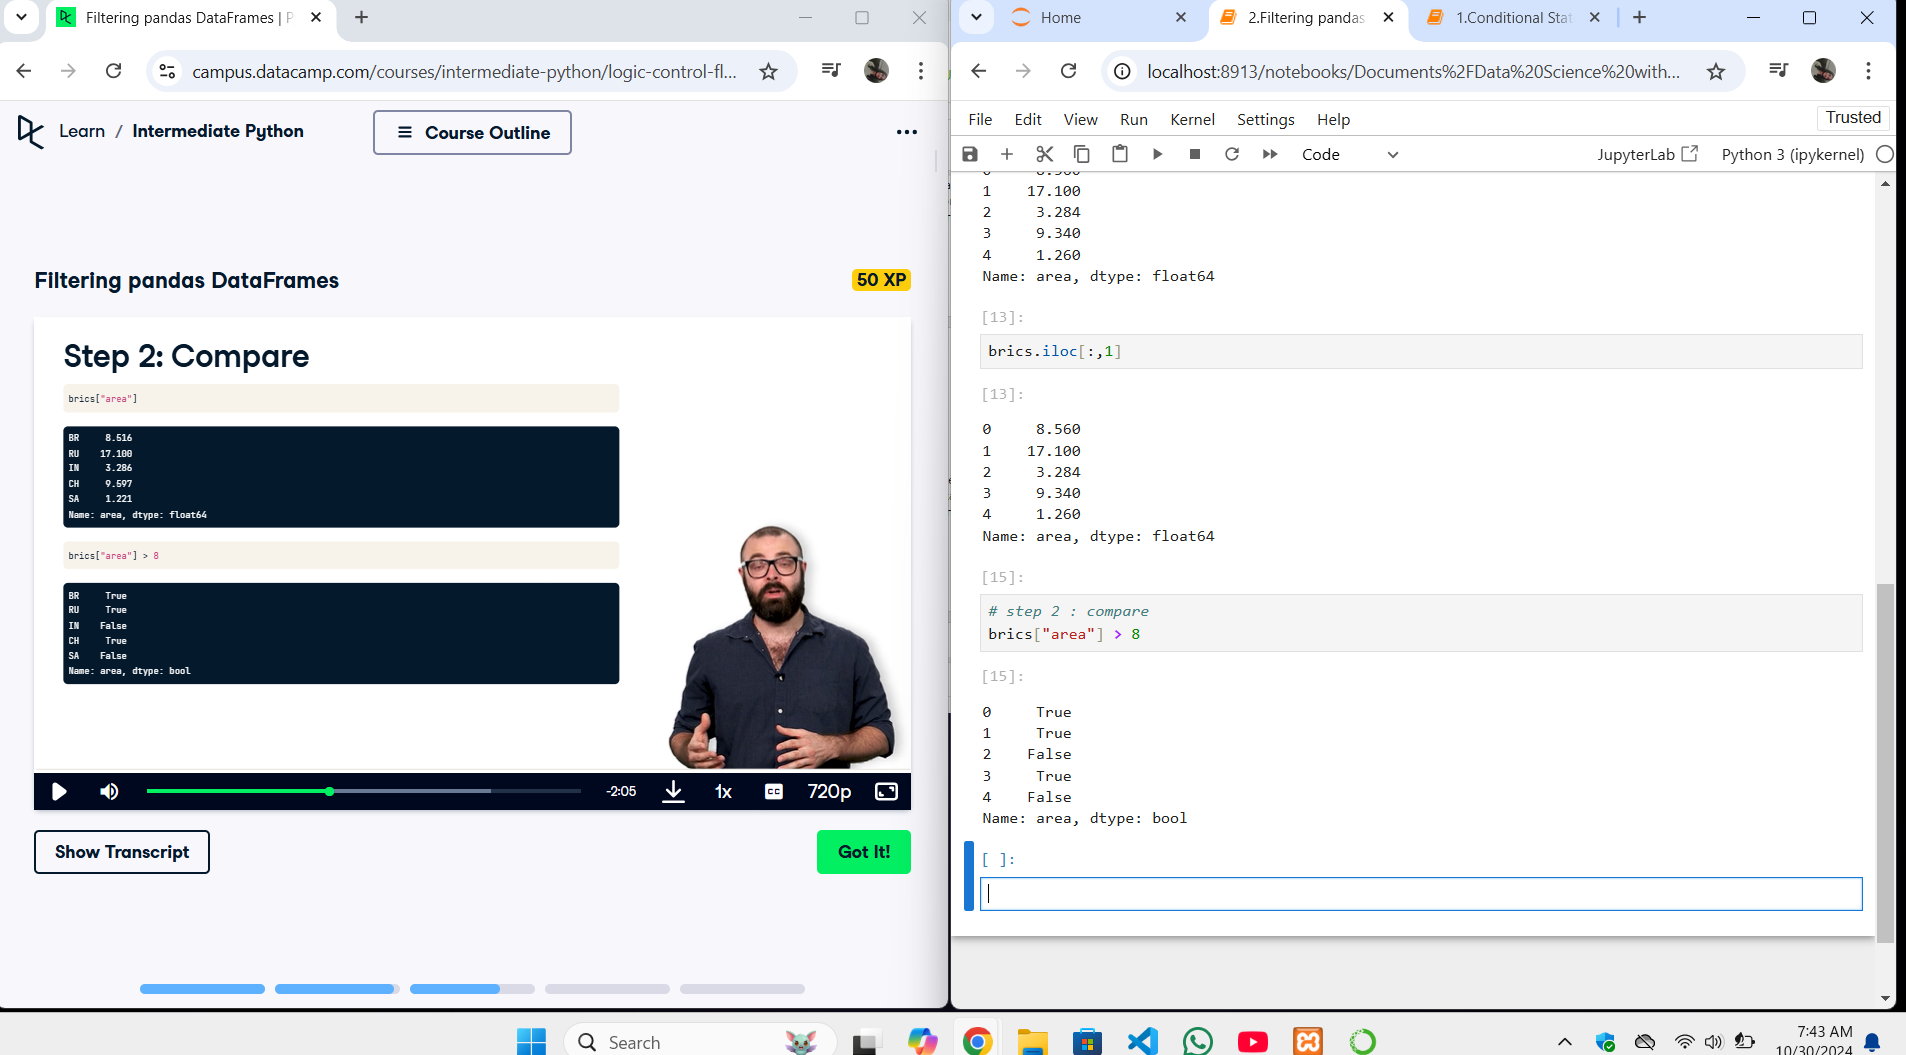 Filtering pandas DataFrames | P
campus.datacamp.com/courses/intermediate-python/logic-control-fl...
Learn / Intermediate Python
Course Outline
Filtering pandas DataFrames
50 XP
Step 2: Compare
brics["area"]
BR 8.516
RU 17.100
IN 3.286
CH 9.597
SA 1.221
Name: area, dtype: float64
brics["area"] > 8
BR True
RU True
IN False
CH True
SA False
Name: area, dtype: bool
-2:05
1x
CC
720p
Show Transcript
Got It!
Home
2.Filtering pandas
1.Conditional Stat
localhost:8913/notebooks/Documents%2FData%20Science%20with...
File Edit View Run Kernel Settings Help
Trusted
Code
JupyterLab
Python 3 (ipykernel)
1 17.100
2 3.284
3 9.340
4 1.260
Name: area, dtype: float64
[13]:
brics.iloc[:,1]
[13]:
0 8.560
1 17.100
2 3.284
3 9.340
4 1.260
Name: area, dtype: float64
[15]:
# step 2 : compare
brics["area"] > 8
[15]:
0 True
1 True
2 False
3 True
4 False
Name: area, dtype: bool
[ ]:
Search
7:43 AM
10/30/2024